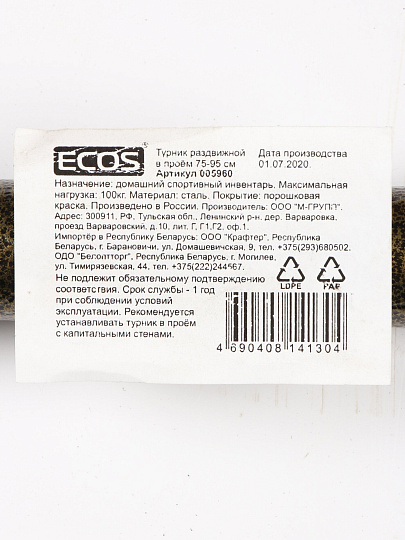 ECOS
Турник раздвижной
в проём 75-95 см
Артикул 005960
Дата производства
01.07.2020.
Назначение: домашний спортивный инвентарь. Максимальная
нагрузка: 100кг. Материал: сталь. Покрытие: порошковая
краска. Произведено в России. Производитель: ООО "М-ГРУПП".
Адрес: 300911, РФ, Тульская обл., Ленинский р-н. дер. Варваровка,
проезд Варваровский, д.10, лит. Г, Г1,Г2, оф.1.
Импортёр в Республику Беларусь: ООО "Крафтер", Республика
Беларусь, г. Барановичи, ул. Домашевичская, 9, тел. +375(293)680502.
ОДО "Белоптторг", Республика Беларусь, г. Могилев,
ул. Тимирязевская, 44, тел. +375(222)244567.
Не подлежит обязательному подтверждению
соответствия. Срок службы - 1 год
при соблюдении условий
эксплуатации. Рекомендуется
устанавливать турник в проём
с капитальными стенами.
LDPE PAP
4 690408 141304